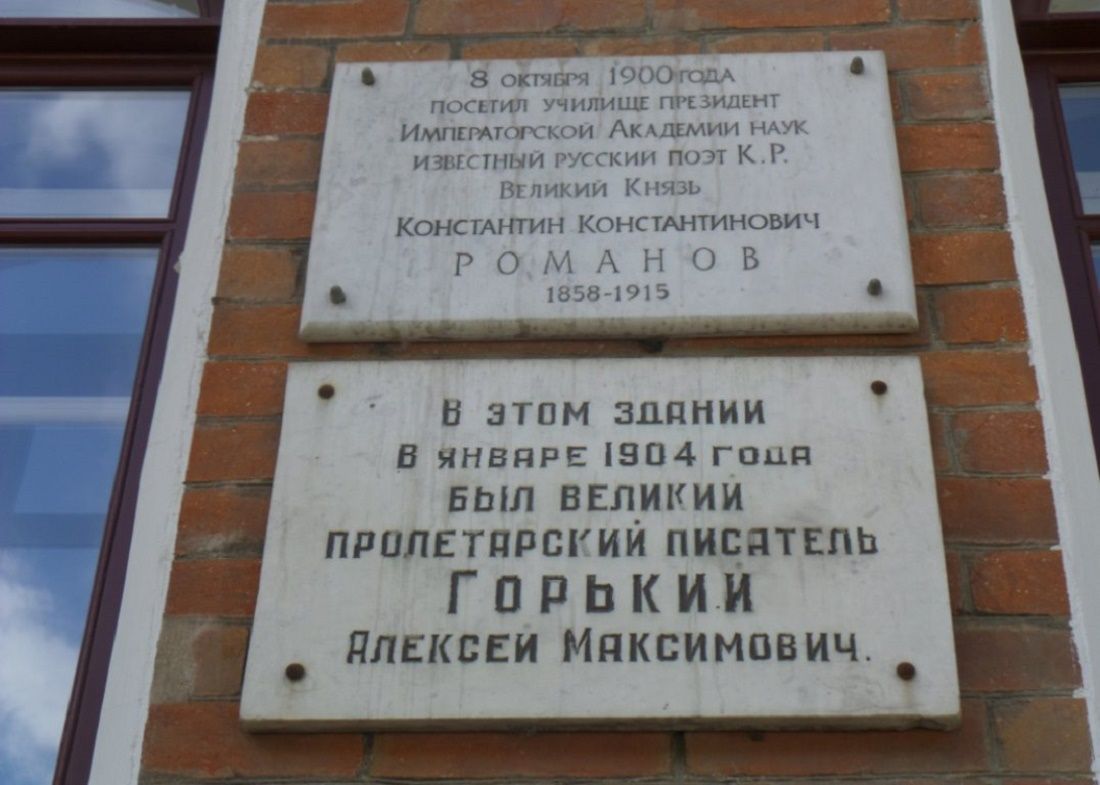 8 октября 1900 года
посетил училище президент
Императорской Академии наук
известный русский поэт К.Р.
Великий Князь
Константин Константинович
РОМАНОВ
1858-1915
В ЭТОМ ЗДАНИИ
В ЯНВАРЕ 1904 ГОДА
БЫЛ ВЕЛИКИЙ
ПРОЛЕТАРСКИЙ ПИСАТЕЛЬ
ГОРЬКИЙ
АЛЕКСЕЙ МАКСИМОВИЧ.